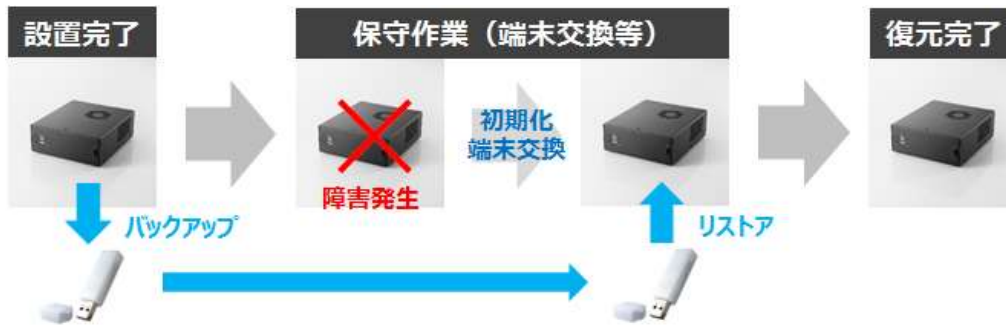 設置完了
保守作業（端末交換等）
復元完了
初期化
端末交換
障害発生
バックアップ
リストア